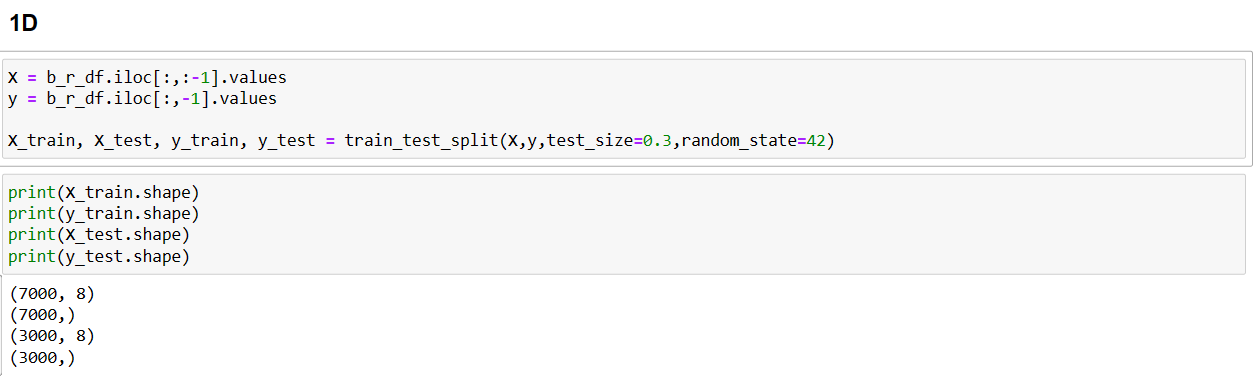 1D
X = b_r_df.iloc[:,:-1].values
y = b_r_df.iloc[:,-1].values
X_train, X_test, y_train, y_test = train_test_split(X,y,test_size=0.3,random_state=42)
print(X_train.shape)
print(y_train.shape)
print(X_test.shape)
print(y_test.shape)
(7000, 8)
(7000,)
(3000, 8)
(3000,)